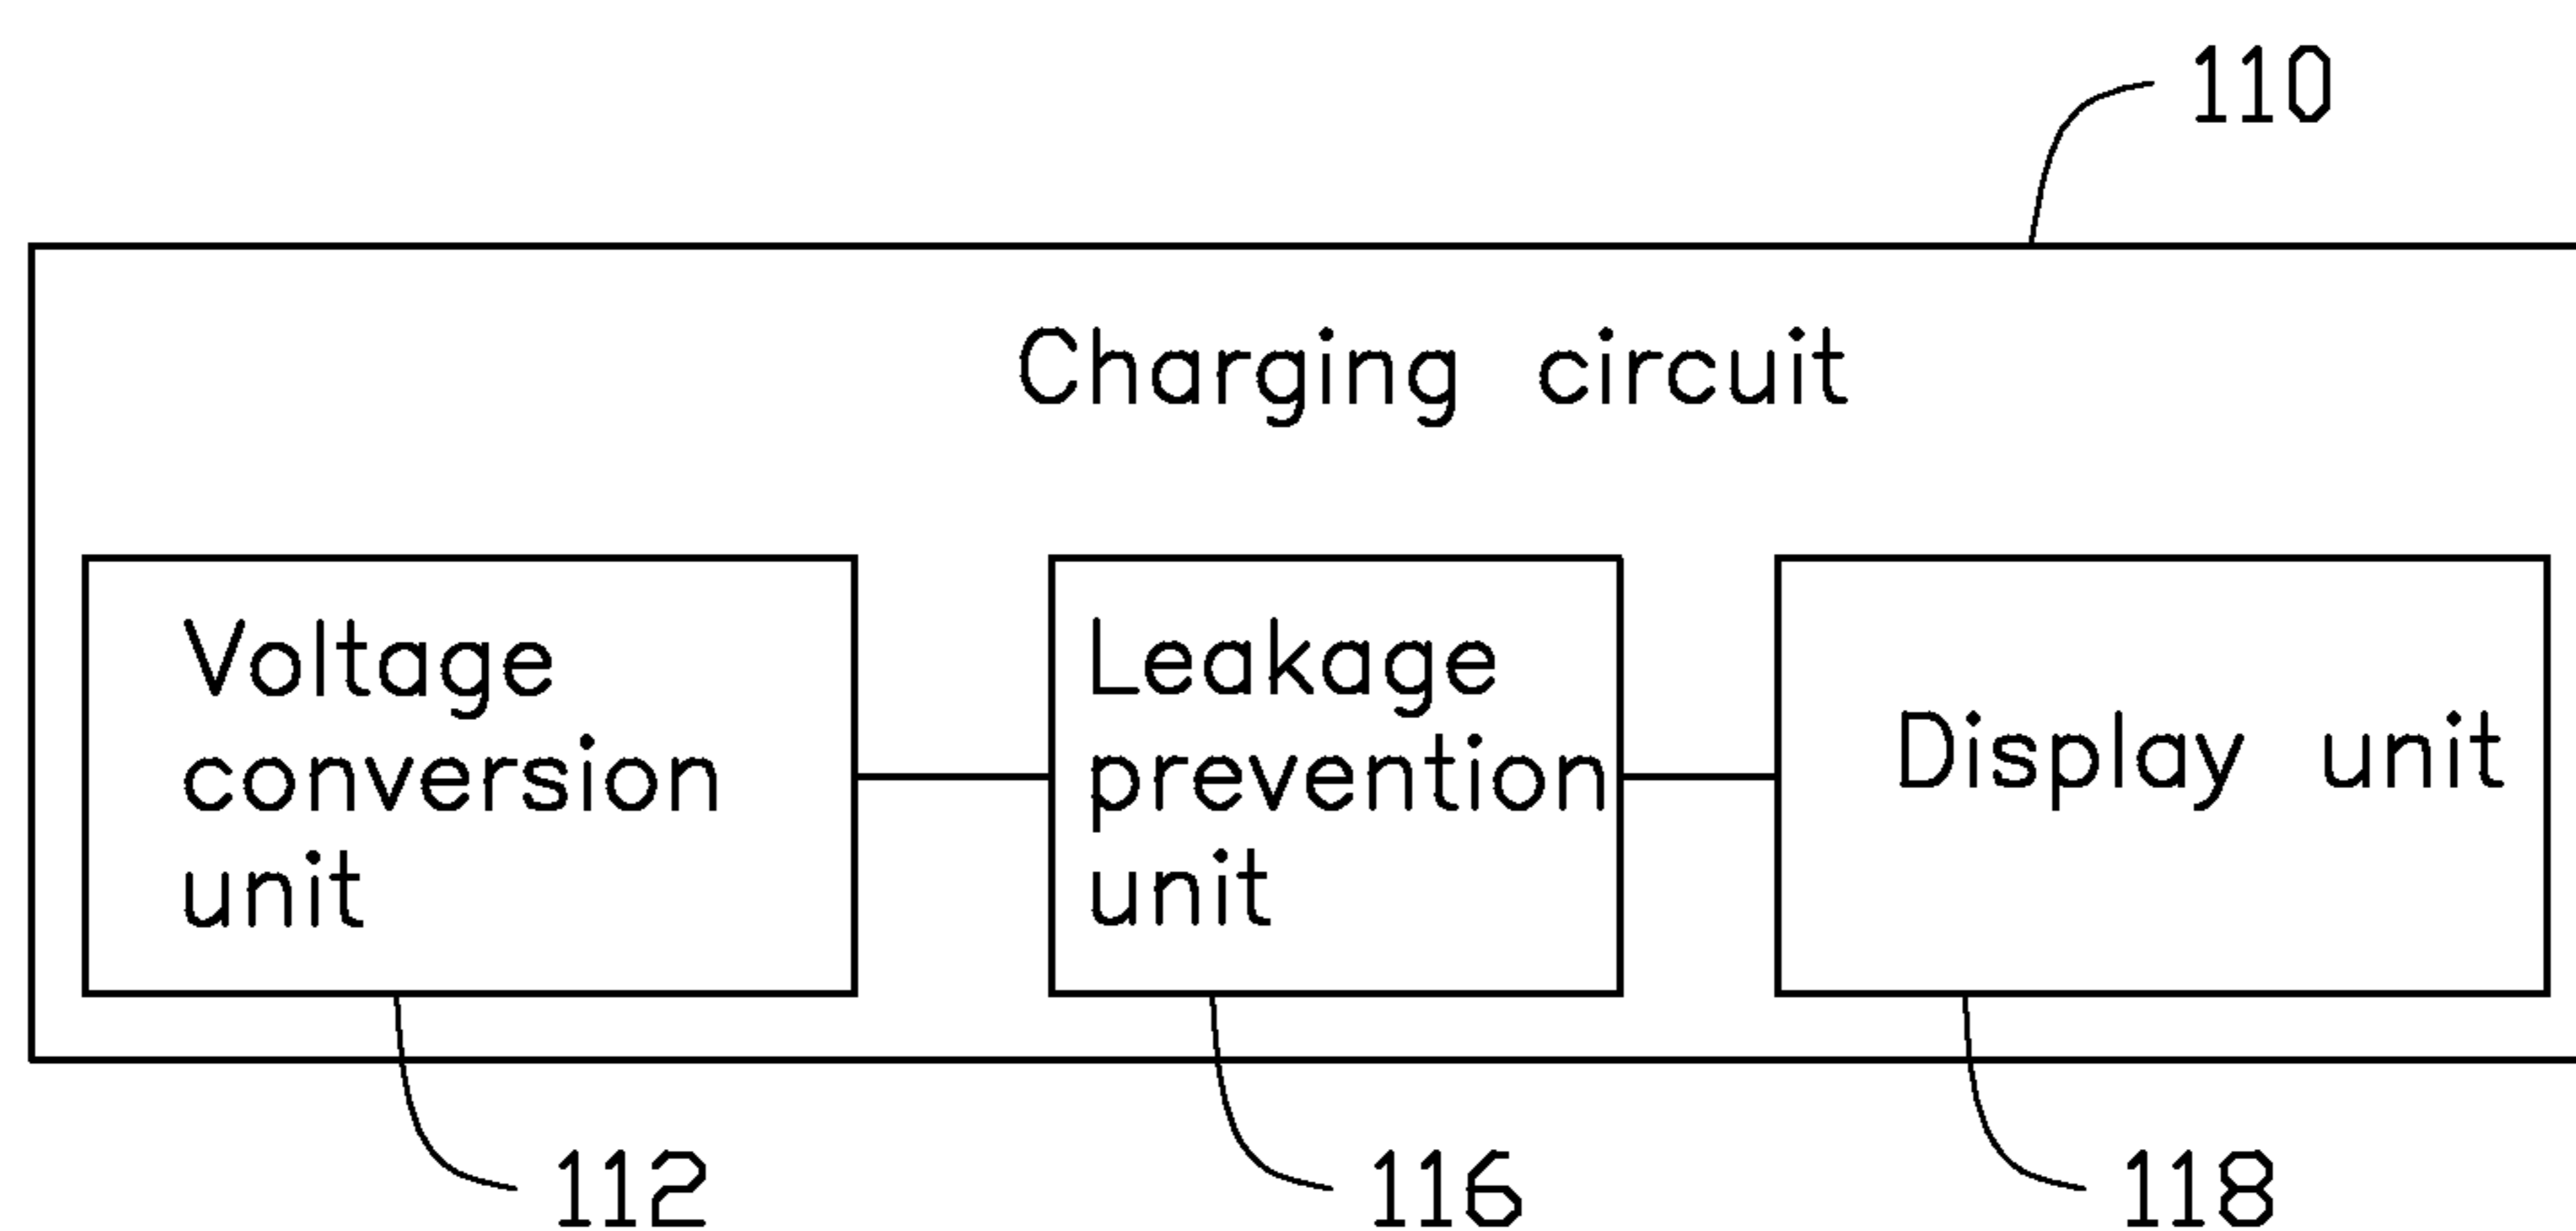 110
Charging circuit
Voltage
conversion
unit
Leakage
prevention
unit
Display unit
112
116
118